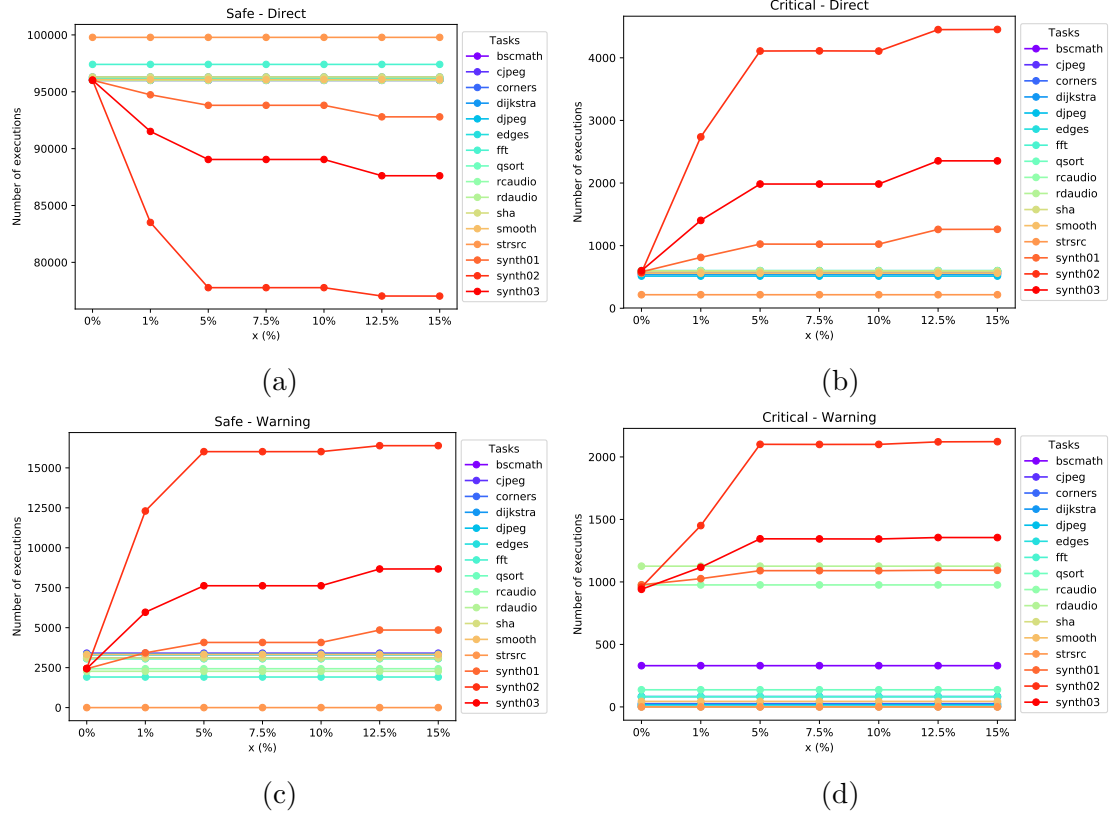 Safe - Direct
Number of executions
100000
95000
90000
85000
80000
0%
1%
5%
7.5%
10%
12.5%
15%
x (%)
Tasks
bscmath
cjpeg
corners
dijkstra
djpeg
edges
fft
qsort
rcaudio
rdaudio
sha
smooth
strsrc
synth01
synth02
synth03
(a)
Critical - Direct
Number of executions
4000
3000
2000
1000
0
0%
1%
5%
7.5%
10%
12.5%
15%
x (%)
Tasks
bscmath
cjpeg
corners
dijkstra
djpeg
edges
fft
qsort
rcaudio
rdaudio
sha
smooth
strsrc
synth01
synth02
synth03
(b)
Safe - Warning
Number of executions
15000
12500
10000
7500
5000
2500
0
0%
1%
5%
7.5%
10%
12.5%
15%
x (%)
Tasks
bscmath
cjpeg
corners
dijkstra
djpeg
edges
fft
qsort
rcaudio
rdaudio
sha
smooth
strsrc
synth01
synth02
synth03
(c)
Critical - Warning
Number of executions
2000
1500
1000
500
0
0%
1%
5%
7.5%
10%
12.5%
15%
x (%)
Tasks
bscmath
cjpeg
corners
dijkstra
djpeg
edges
fft
qsort
rcaudio
rdaudio
sha
smooth
strsrc
synth01
synth02
synth03
(d)